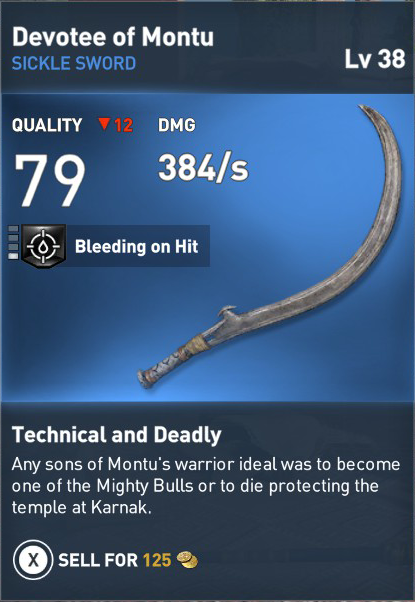 Devotee of Montu
SICKLE SWORD
Lv 38
QUALITY ▼12 DMG
79 384/s
Bleeding on Hit
Technical and Deadly
Any sons of Montu's warrior ideal was to become
one of the Mighty Bulls or to die protecting the
temple at Karnak.
X SELL FOR 125